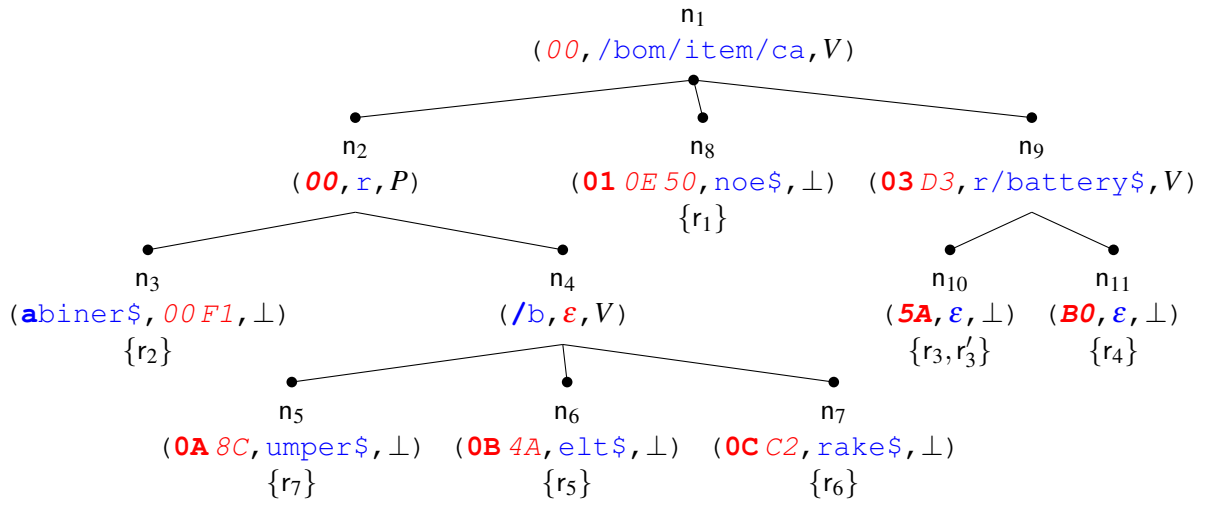 n₁
(00, /bom/item/ca, V)
n₂ n₈ n₉
(00, r, P) (01 0E 50, noe$, ⊥) (03 D3, r/battery$, V)
{r₁}
n₃ n₄ n₁₀ n₁₁
(abiner$, 00 F1, ⊥) (/b, ε, V) (5A, ε, ⊥) (B0, ε, ⊥)
{r₂} {r₃, r₃′} {r₄}
n₅ n₆ n₇
(0A 8C, umper$, ⊥) (0B 4A, elt$, ⊥) (0C C2, rake$, ⊥)
{r₇} {r₅} {r₆}